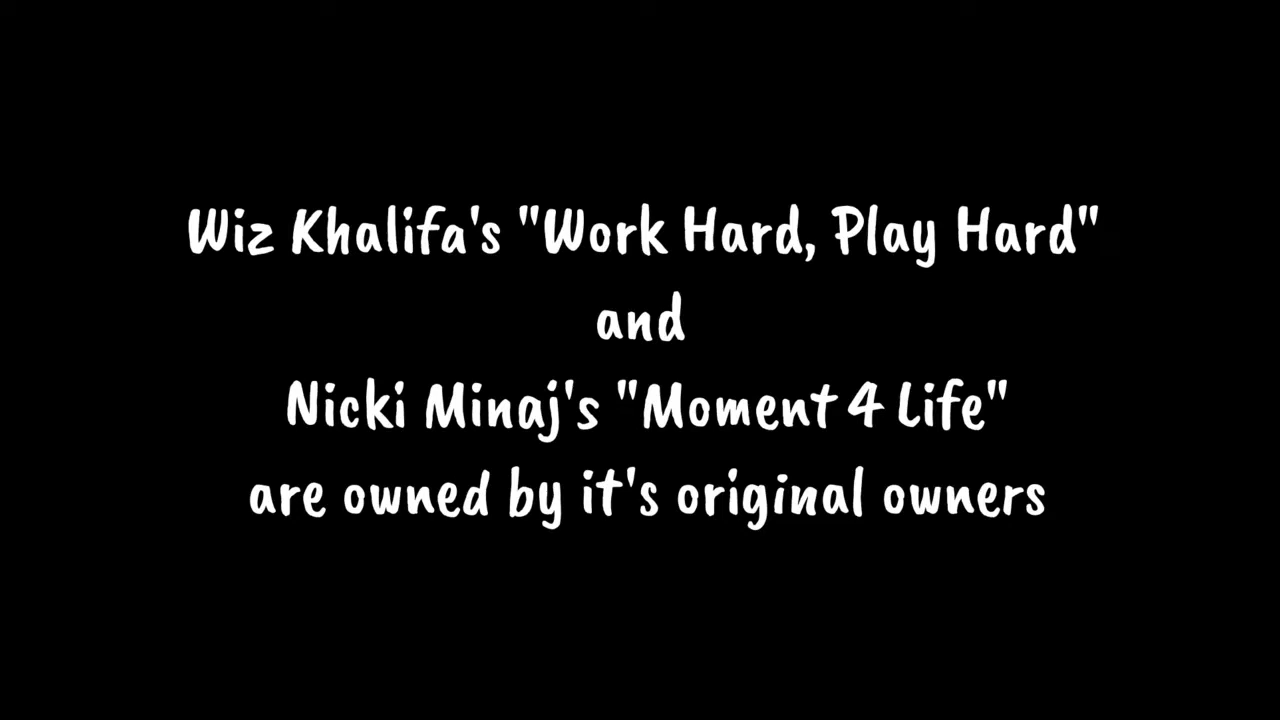 Wiz Khalifa's "Work Hard, Play Hard"
and
Nicki Minaj's "Moment 4 Life"
are owned by it's original owners